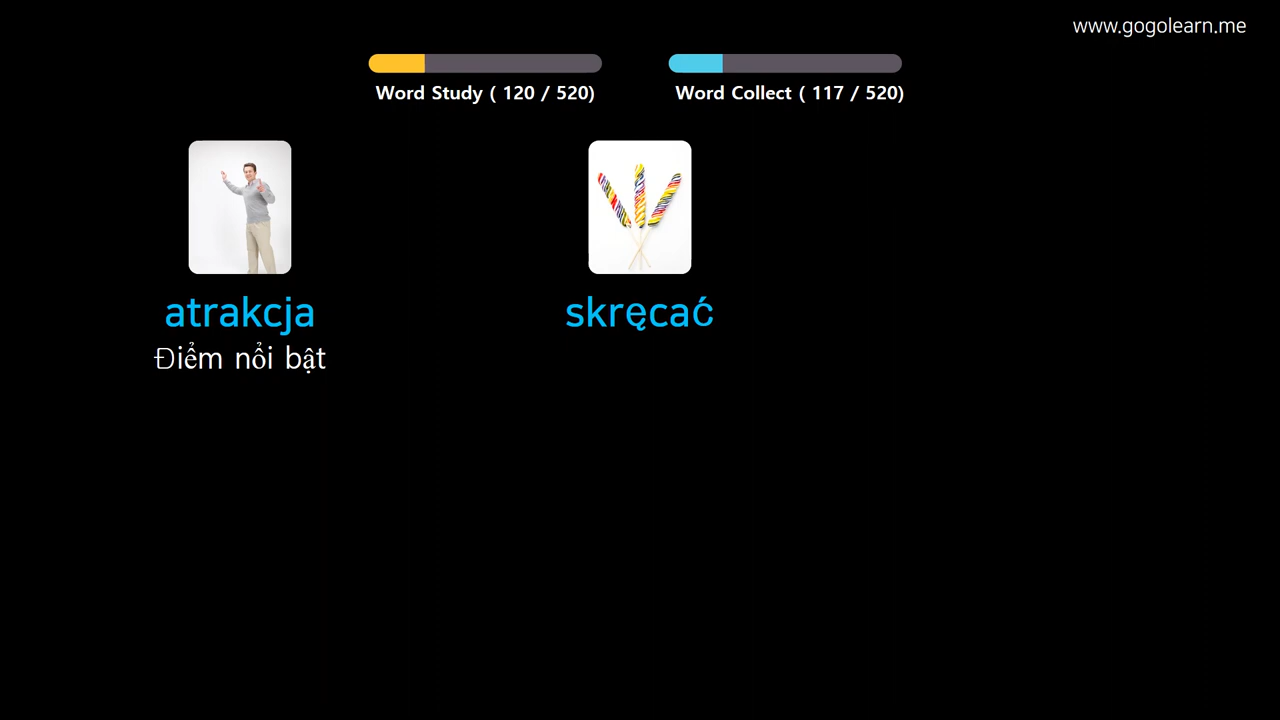 www.gogolearn.me
Word Study ( 120 / 520)
Word Collect ( 117 / 520)
atrakcja
Điểm nổi bật
skręcać